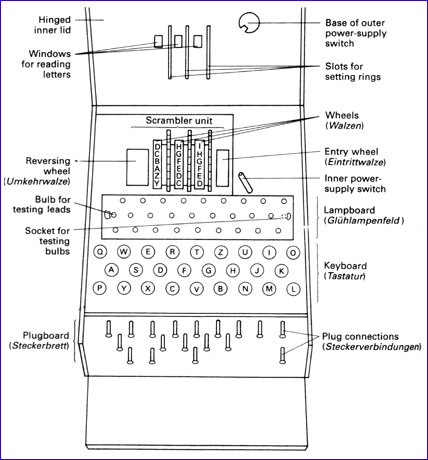 Hinged
inner lid
Windows
for reading
letters
Base of outer
power-supply
switch
Slots for
setting rings
Scrambler unit
Wheels
(Walzen)
D H I
C G H
B F G
A E F
Z D E
Y C D
Reversing
wheel
(Umkehrwalze)
Entry wheel
(Eintrittwalze)
Inner power-
supply switch
Bulb for
testing leads
Socket for
testing
bulbs
Lampboard
(Glühlampenfeld)
Q W E R T Z U I O
A S D F G H J K
P Y X C V B N M L
Keyboard
(Tastatur)
Plugboard
(Steckerbrett)
Plug connections
(Steckerverbindungen)